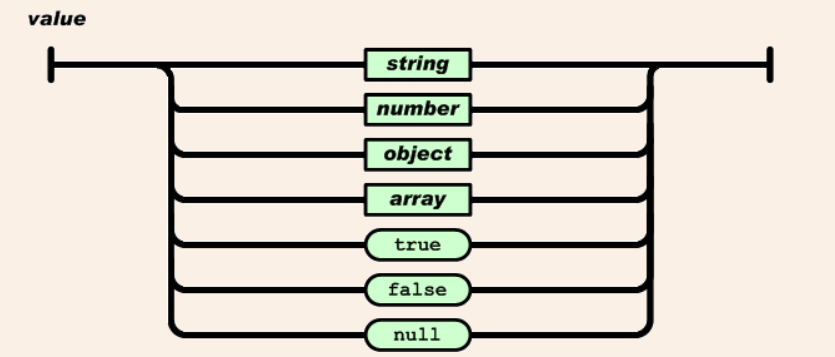 value
string
number
object
array
true
false
null